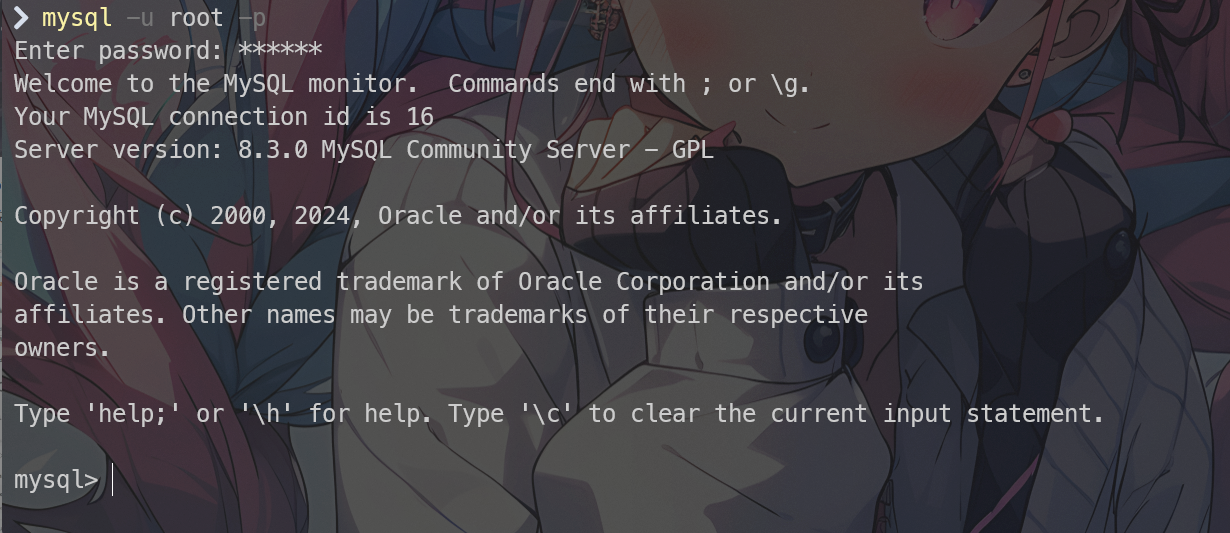 ❯ mysql -u root -p
Enter password: ******
Welcome to the MySQL monitor.  Commands end with ; or \g.
Your MySQL connection id is 16
Server version: 8.3.0 MySQL Community Server - GPL
Copyright (c) 2000, 2024, Oracle and/or its affiliates.
Oracle is a registered trademark of Oracle Corporation and/or its
affiliates. Other names may be trademarks of their respective
owners.
Type 'help;' or '\h' for help. Type '\c' to clear the current input statement.
mysql>